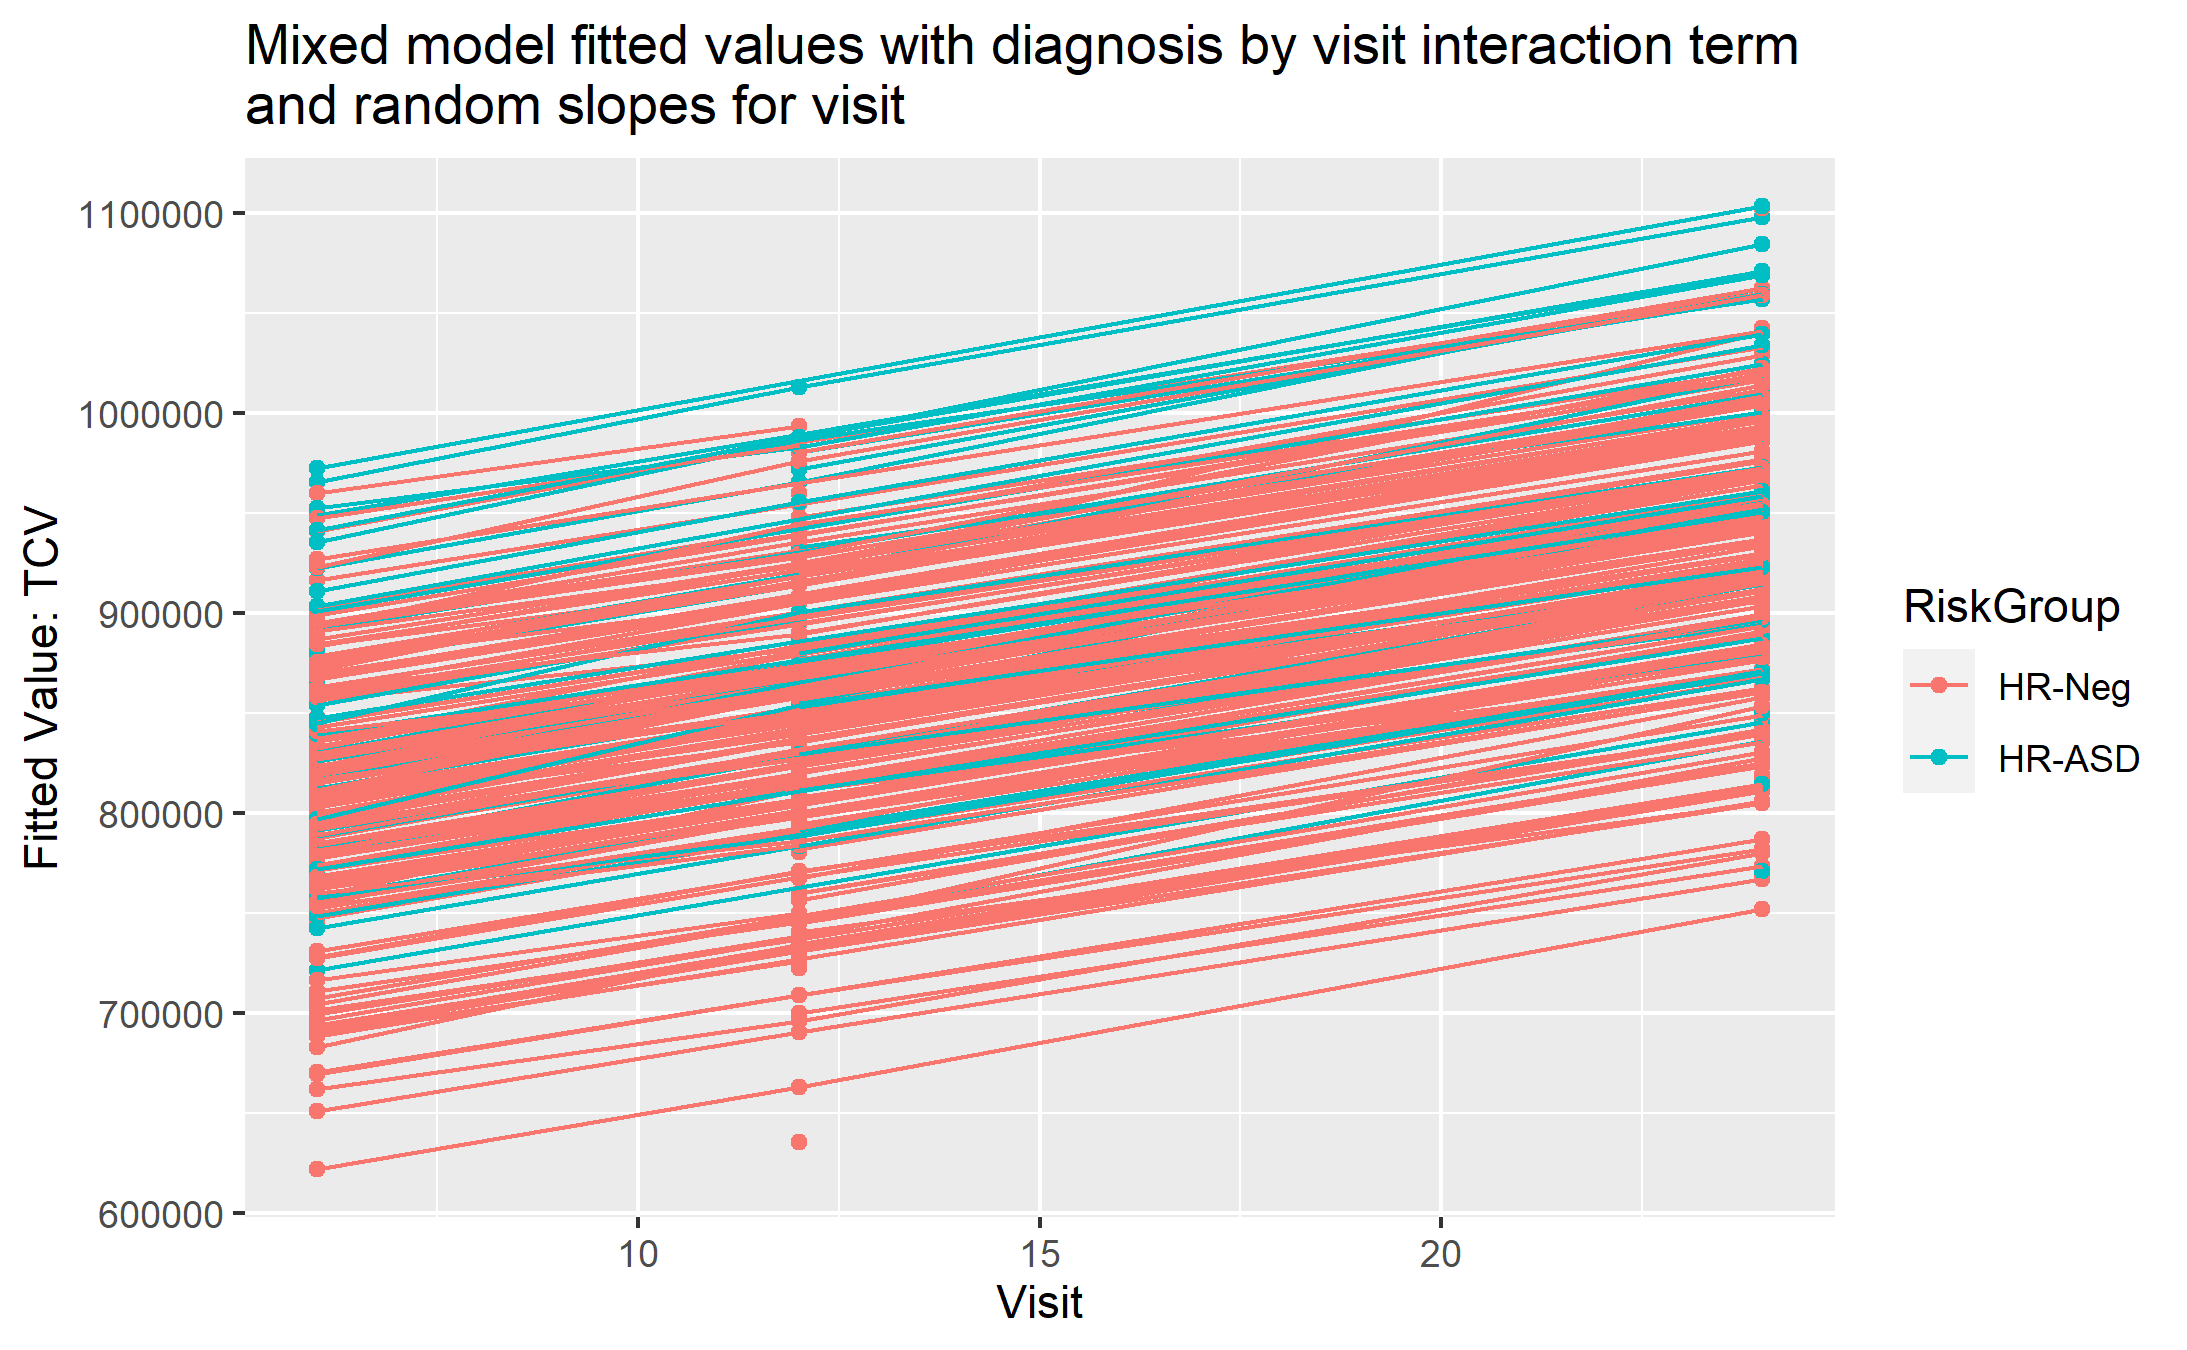 Mixed model fitted values with diagnosis by visit interaction term
and random slopes for visit
Fitted Value: TCV
1100000
1000000
900000
800000
700000
600000
10
15
20
Visit
RiskGroup
HR-Neg
HR-ASD